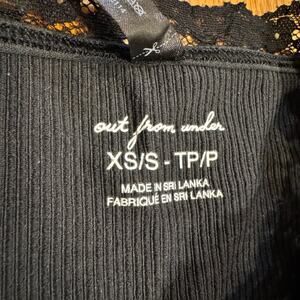 out from under
XS/S - TP/P
MADE IN SRI LANKA
FABRIQUÉ EN SRI LANKA